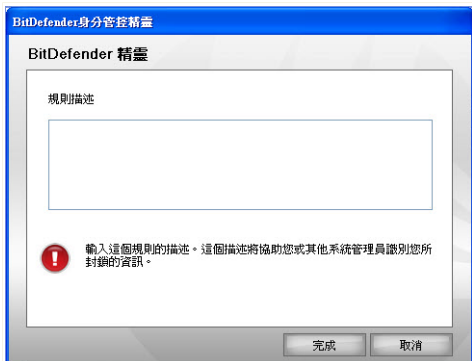 BitDefender身分管控精靈
BitDefender 精靈
規則描述
輸入這個規則的描述。這個描述將協助您或其他系統管理員識別您所
封鎖的資訊。
完成
取消